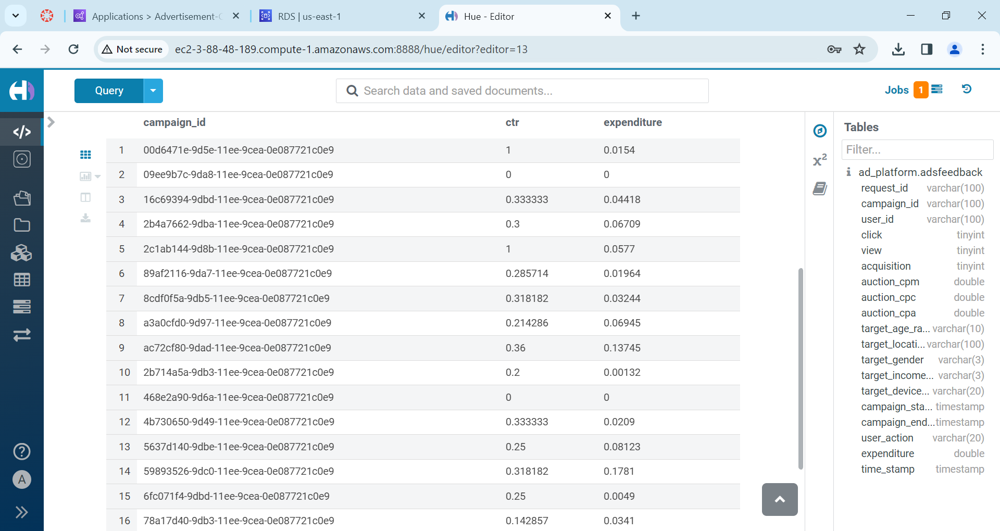 Applications > Advertisement-C
RDS | us-east-1
Hue - Editor
Not secure
ec2-3-88-48-189.compute-1.amazonaws.com:8888/hue/editor?editor=13
Query
Search data and saved documents...
Jobs 1
campaign_id ctr expenditure
1 00d6471e-9d5e-11ee-9cea-0e087721c0e9 1 0.0154
2 09ee9b7c-9da8-11ee-9cea-0e087721c0e9 0 0
3 16c69394-9dbd-11ee-9cea-0e087721c0e9 0.333333 0.04418
4 2b4a7662-9dba-11ee-9cea-0e087721c0e9 0.3 0.06709
5 2c1ab144-9d8b-11ee-9cea-0e087721c0e9 1 0.0577
6 89af2116-9da7-11ee-9cea-0e087721c0e9 0.285714 0.01964
7 8cdf0f5a-9db5-11ee-9cea-0e087721c0e9 0.318182 0.03244
8 a3a0cfd0-9d97-11ee-9cea-0e087721c0e9 0.214286 0.06945
9 ac72cf80-9dad-11ee-9cea-0e087721c0e9 0.36 0.13745
10 2b714a5a-9db3-11ee-9cea-0e087721c0e9 0.2 0.00132
11 468e2a90-9d6a-11ee-9cea-0e087721c0e9 0 0
12 4b730650-9d49-11ee-9cea-0e087721c0e9 0.333333 0.0209
13 5637d140-9dbe-11ee-9cea-0e087721c0e9 0.25 0.08123
14 59893526-9dc0-11ee-9cea-0e087721c0e9 0.318182 0.1781
15 6fc071f4-9dbd-11ee-9cea-0e087721c0e9 0.25 0.0049
16 78a17d40-9db3-11ee-9cea-0e087721c0e9 0.142857 0.0341
A
x²
Tables
Filter...
ad_platform.adsfeedback
request_id varchar(100)
campaign_id varchar(100)
user_id varchar(100)
click tinyint
view tinyint
acquisition tinyint
auction_cpm double
auction_cpc double
auction_cpa double
target_age_ra... varchar(10)
target_locati... varchar(100)
target_gender varchar(3)
target_income... varchar(3)
target_device... varchar(20)
campaign_sta... timestamp
campaign_end... timestamp
user_action varchar(20)
expenditure double
time_stamp timestamp